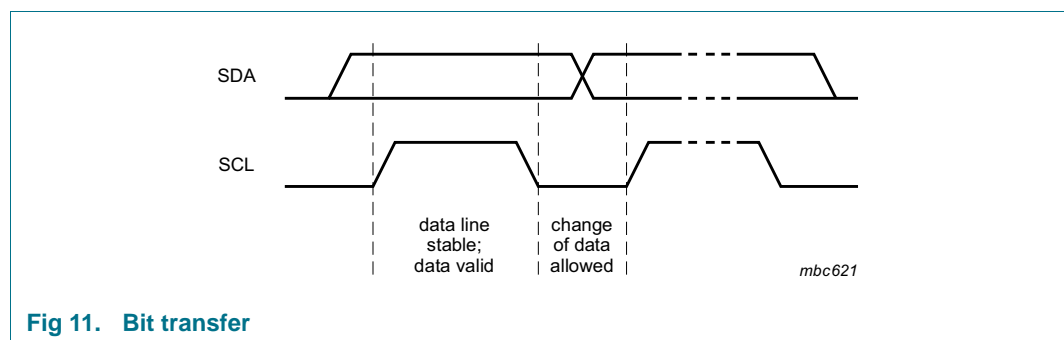 SDA
SCL
data line
stable;
data valid
change
of data
allowed
mbc621
Fig 11. Bit transfer